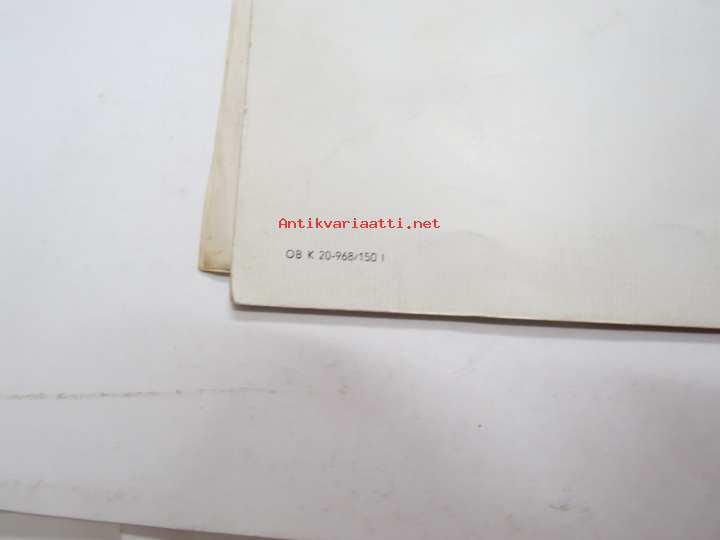 Antikvariaatti.net
OB K 20-968/150 I